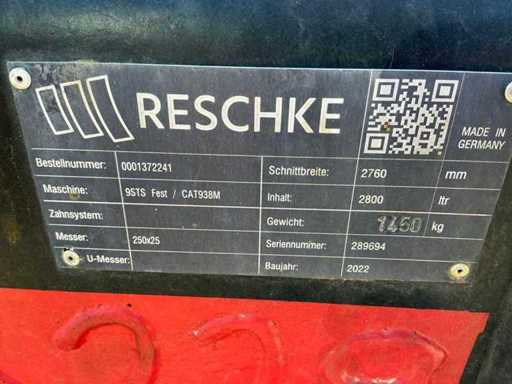 RESCHKE
MADE IN
GERMANY
Bestellnummer: 0001372241
Schnittbreite: 2760 mm
Maschine: 9STS Fest / CAT938M
Inhalt: 2800 ltr
Zahnsystem:
Gewicht: 1450 kg
Messer: 250x25
Seriennummer: 289694
U-Messer:
Baujahr: 2022